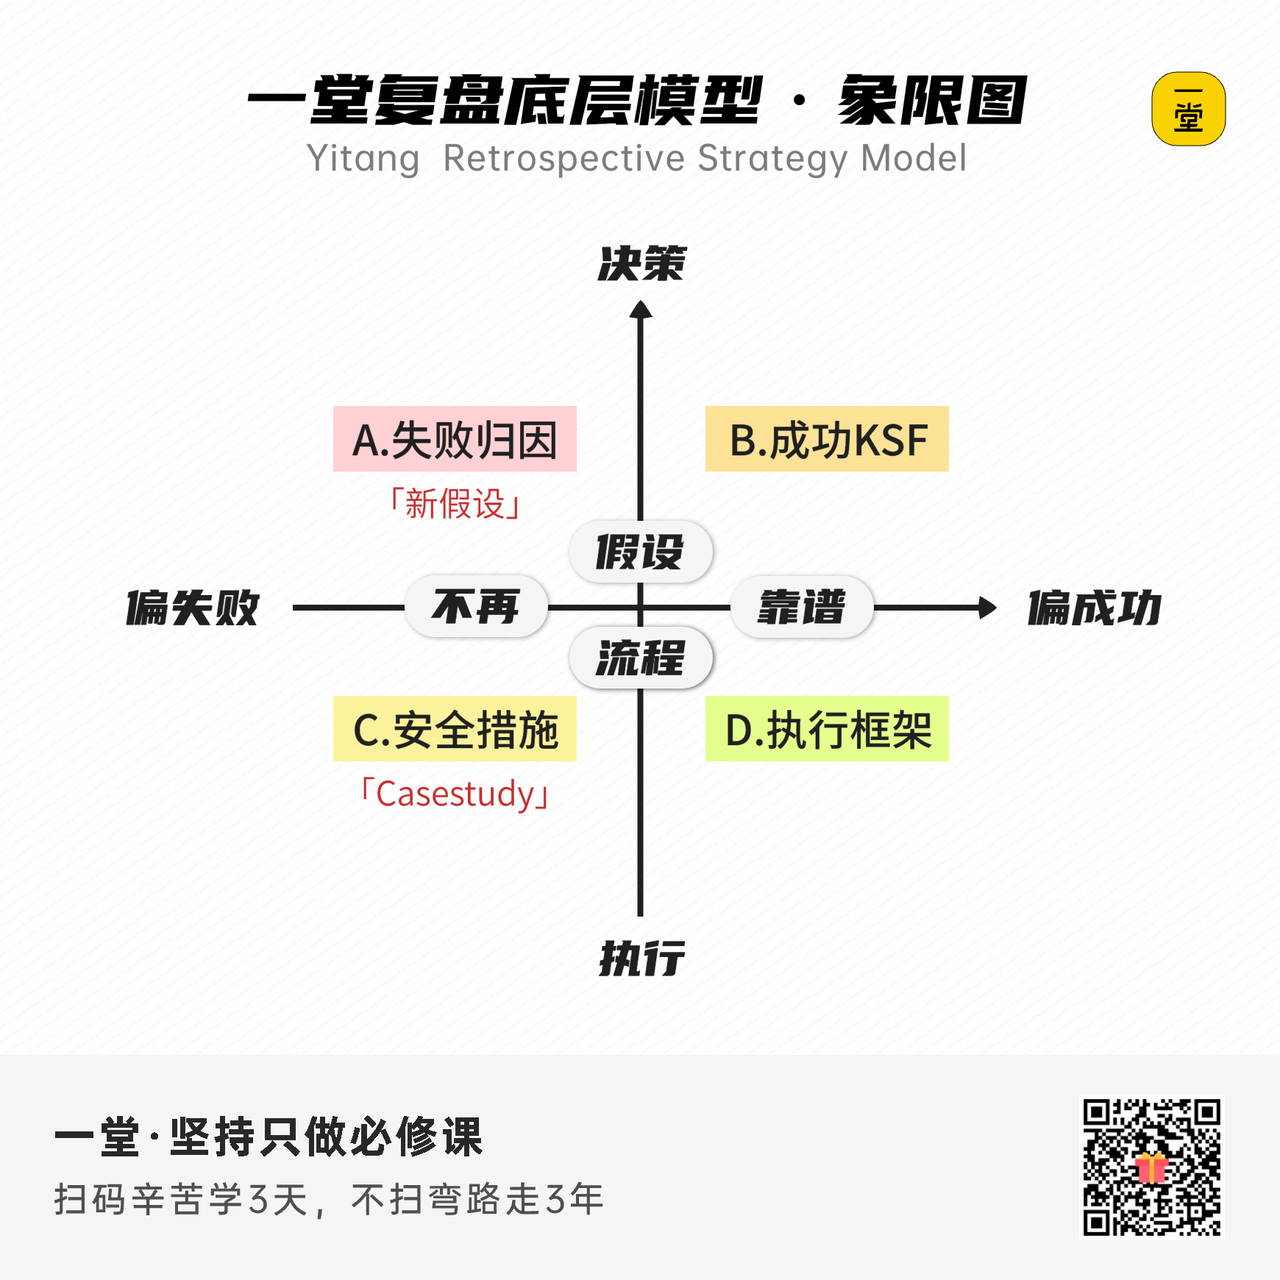 一堂复盘底层模型 · 象限图
一堂
Yitang Retrospective Strategy Model
决策
A.失败归因
B.成功KSF
「新假设」
假设
偏失败
不再
靠谱
偏成功
流程
C.安全措施
D.执行框架
「Casestudy」
执行
一堂·坚持只做必修课
扫码辛苦学3天，不扫弯路走3年